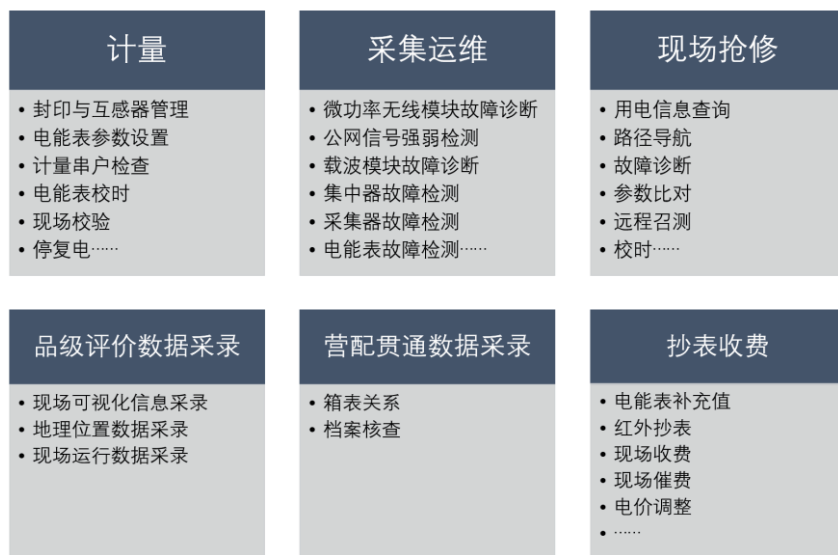 计量
• 封印与互感器管理
• 电能表参数设置
• 计量串户检查
• 电能表校时
• 现场校验
• 停复电……
采集运维
• 微功率无线模块故障诊断
• 公网信号强弱检测
• 载波模块故障诊断
• 集中器故障检测
• 采集器故障检测
• 电能表故障检测……
现场抢修
• 用电信息查询
• 路径导航
• 故障诊断
• 参数比对
• 远程召测
• 校时……
品级评价数据采录
• 现场可视化信息采录
• 地理位置数据采录
• 现场运行数据采录
营配贯通数据采录
• 箱表关系
• 档案核查
抄表收费
• 电能表补充值
• 红外抄表
• 现场收费
• 现场催费
• 电价调整
• ……